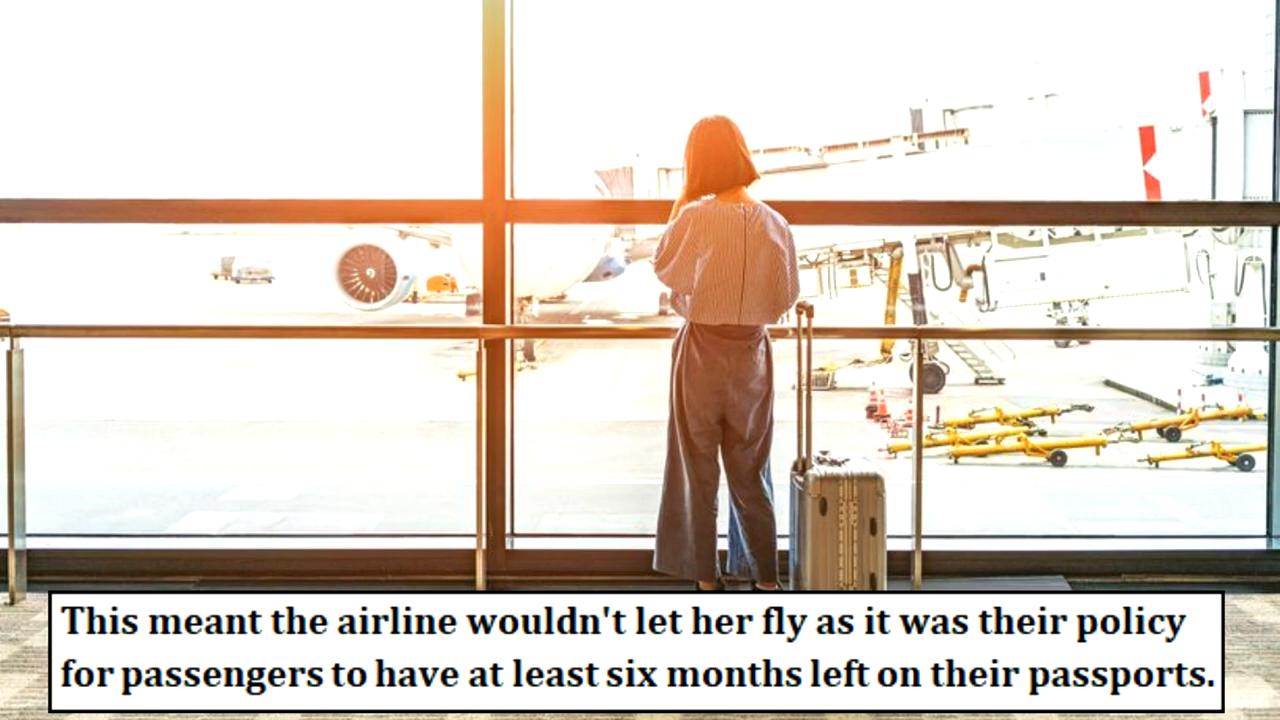 This meant the airline wouldn't let her fly as it was their policy
for passengers to have at least six months left on their passports.